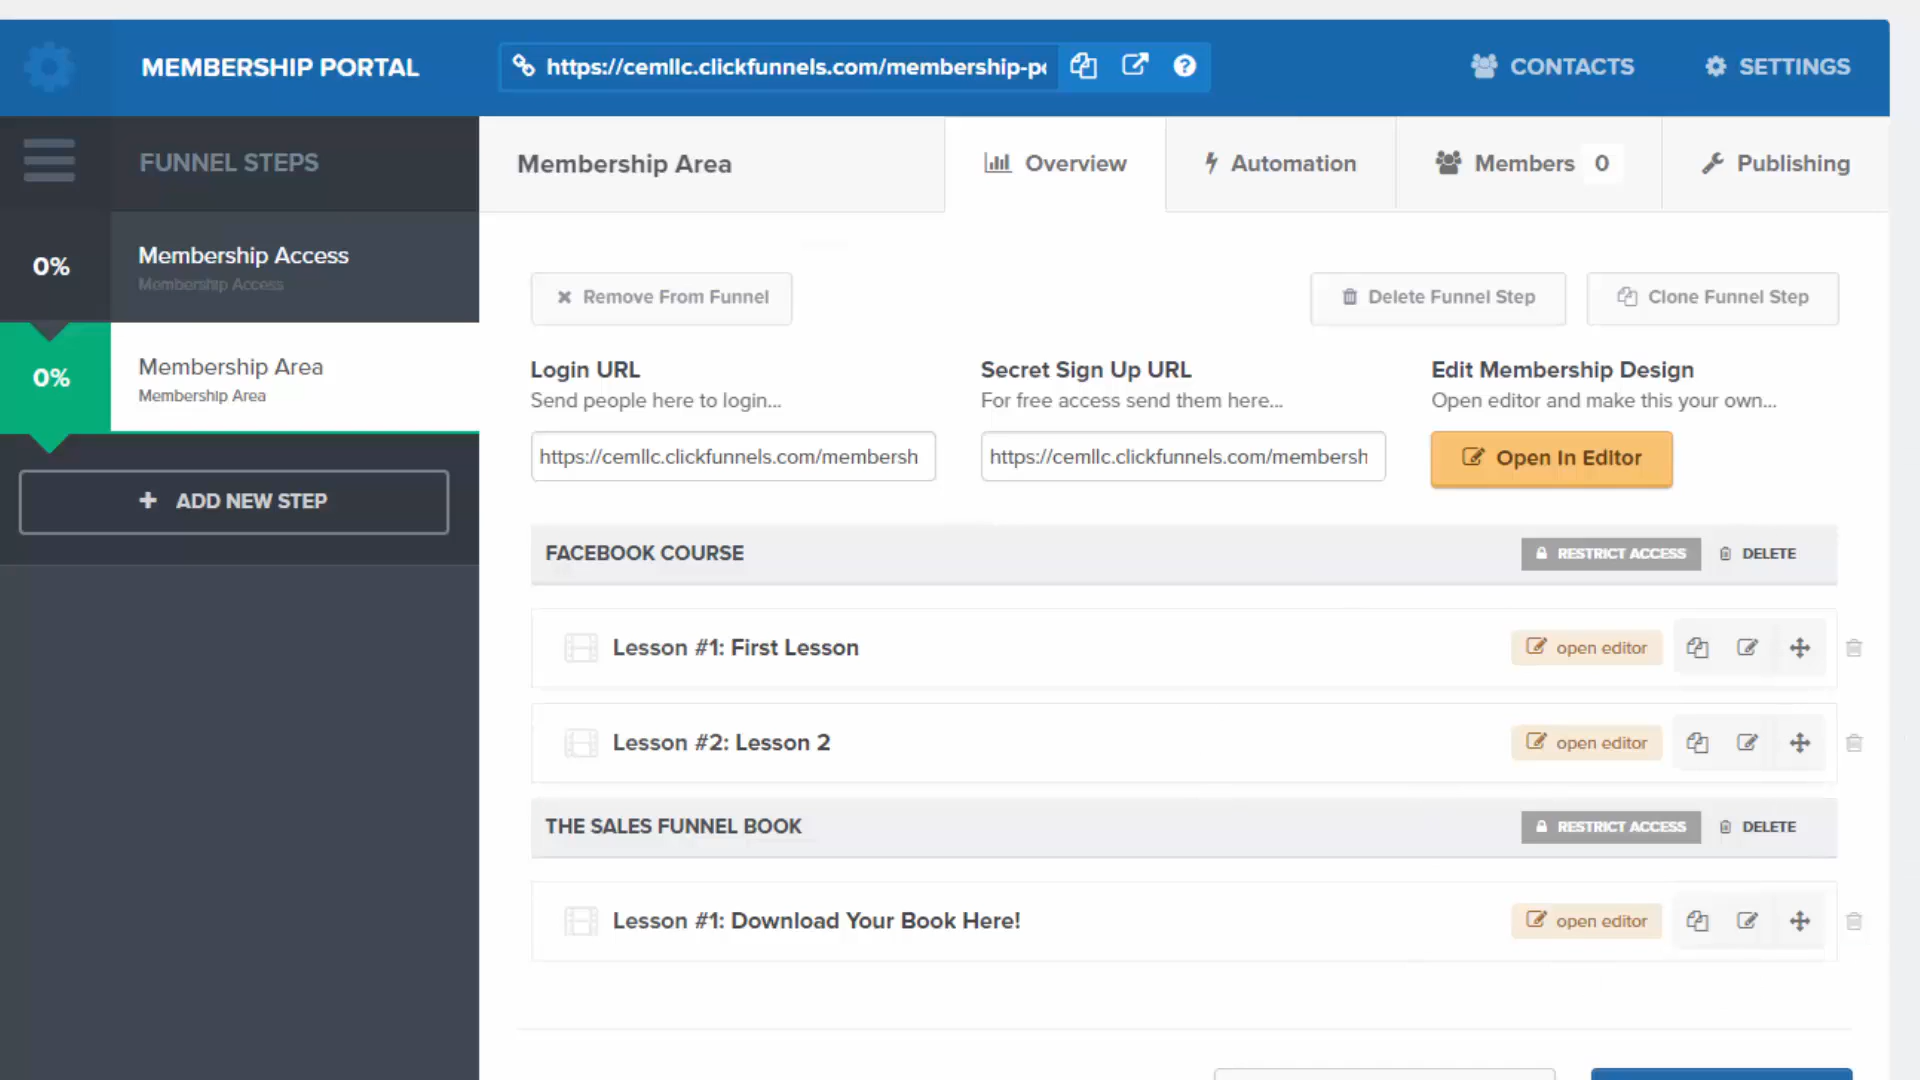 MEMBERSHIP PORTAL
https://cemllc.clickfunnels.com/membership-po
CONTACTS
SETTINGS
FUNNEL STEPS
Membership Area
Overview
Automation
Members 0
Publishing
0%
Membership Access
Membership Access
0%
Membership Area
Membership Area
+ ADD NEW STEP
Remove From Funnel
Delete Funnel Step
Clone Funnel Step
Login URL
Send people here to login...
https://cemllc.clickfunnels.com/membersh
Secret Sign Up URL
For free access send them here...
https://cemllc.clickfunnels.com/membersh
Edit Membership Design
Open editor and make this your own...
Open In Editor
FACEBOOK COURSE
RESTRICT ACCESS
DELETE
Lesson #1: First Lesson
open editor
Lesson #2: Lesson 2
open editor
THE SALES FUNNEL BOOK
RESTRICT ACCESS
DELETE
Lesson #1: Download Your Book Here!
open editor